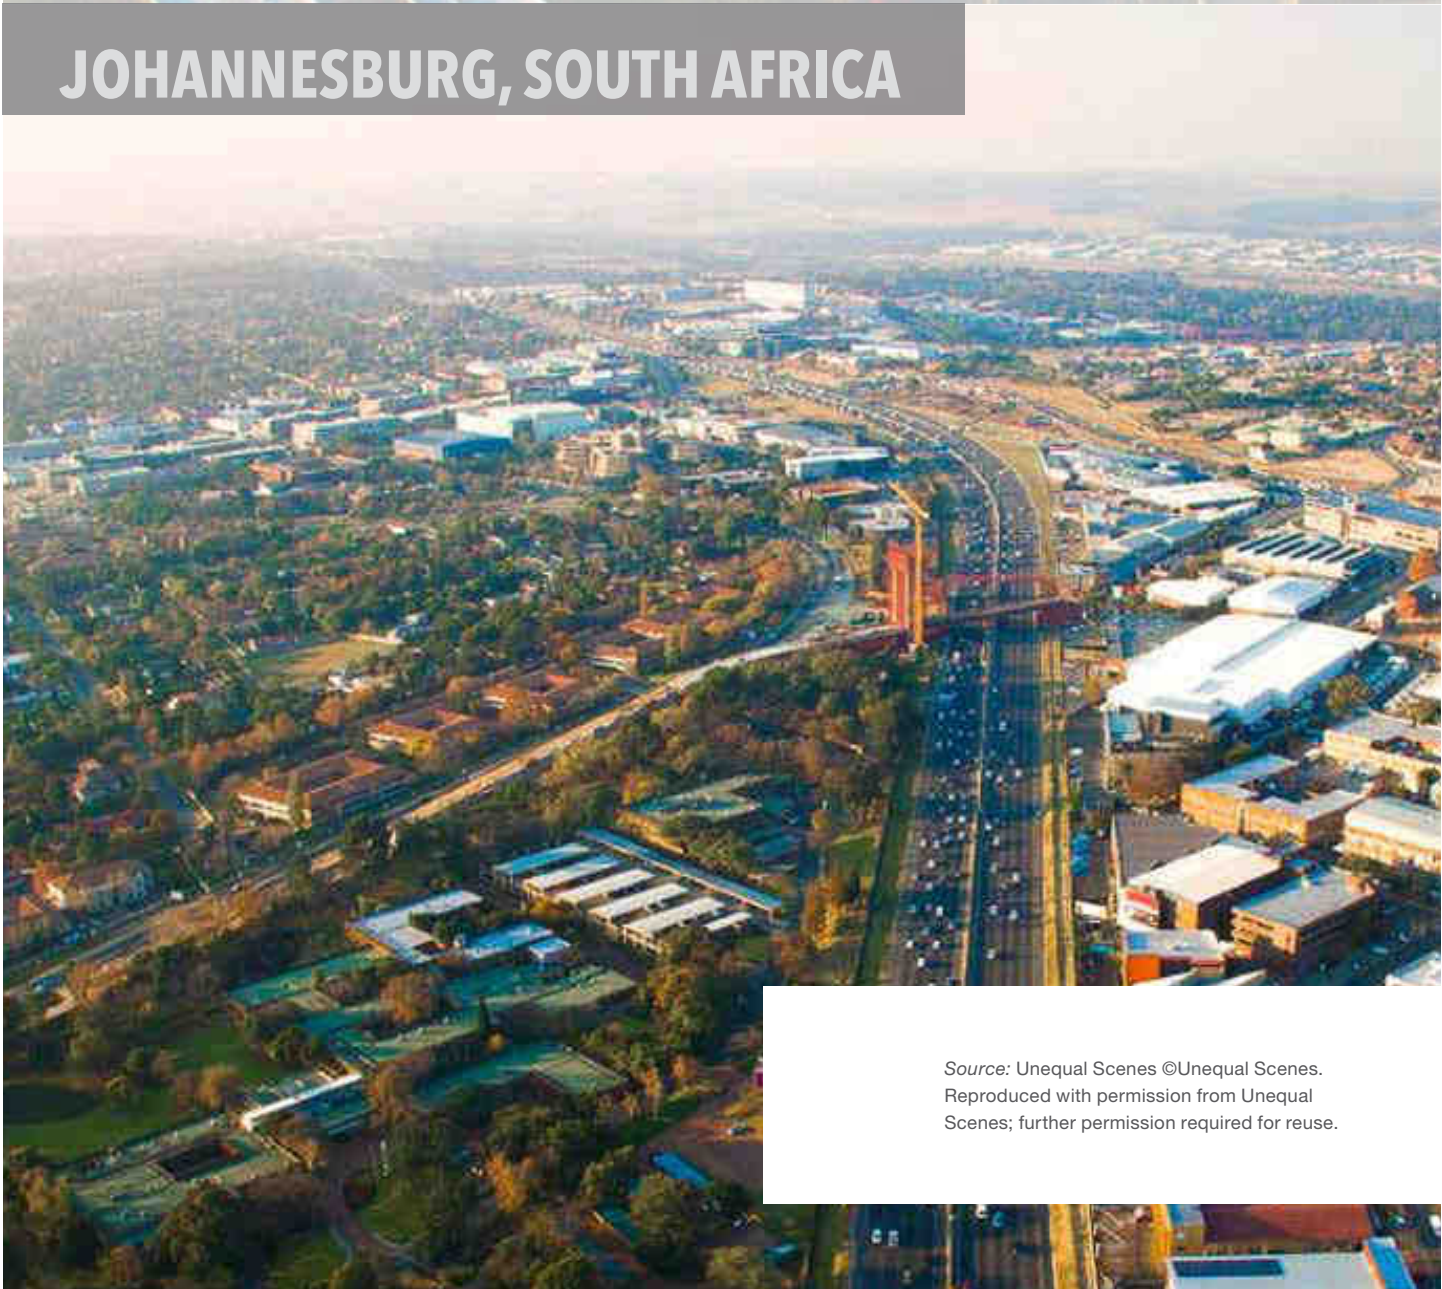 JOHANNESBURG, SOUTH AFRICA
Source: Unequal Scenes ©Unequal Scenes.
Reproduced with permission from Unequal
Scenes; further permission required for reuse.